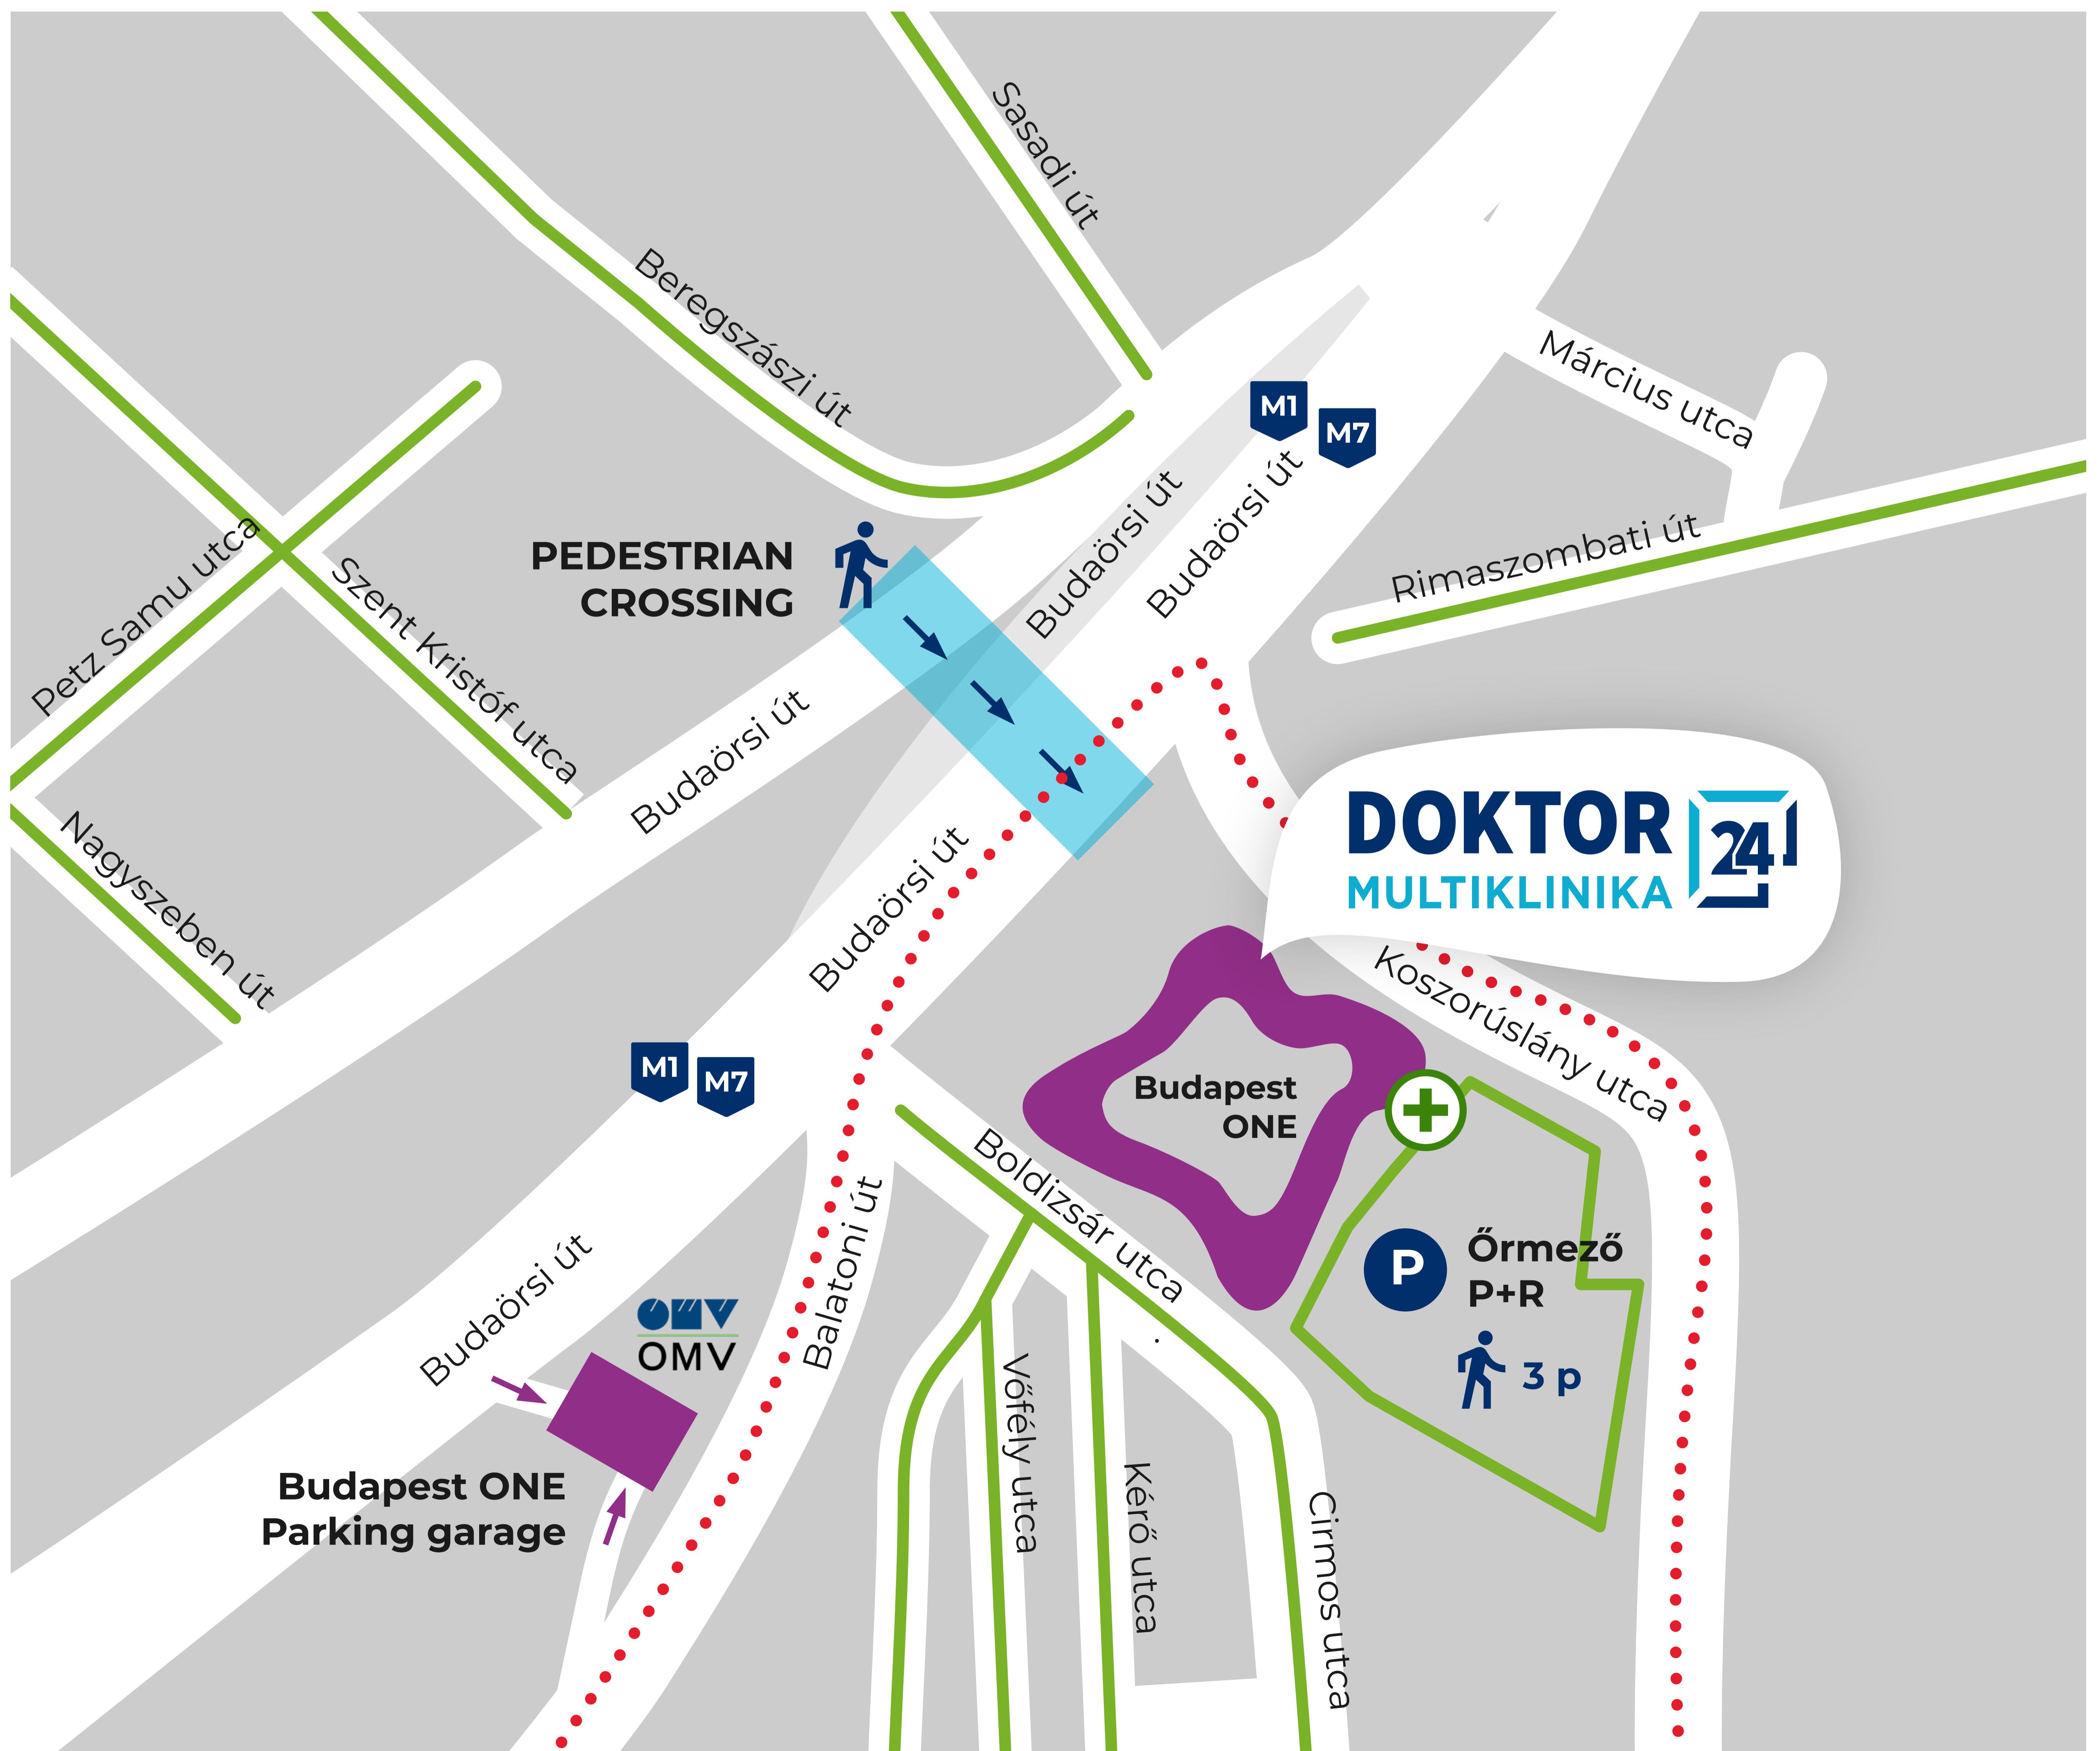 Sasadi út
Beregszászi út
Március utca
M1
M7
Budaörsi út
Budaörsi út
Rimaszombati út
PEDESTRIAN
CROSSING
Petz Samu utca
Szent Kristóf utca
Budaörsi út
Nagyszeben út
Budaörsi út
DOKTOR
24
MULTIKLINIKA
Koszorúslány utca
M1
M7
Budapest
ONE
Boldizsár utca
Balatoni út
Budaörsi út
OMV
OMV
P
Őrmező
P+R
3 p
Vőfély utca
Kérő utca
Cirmos utca
Budapest ONE
Parking garage